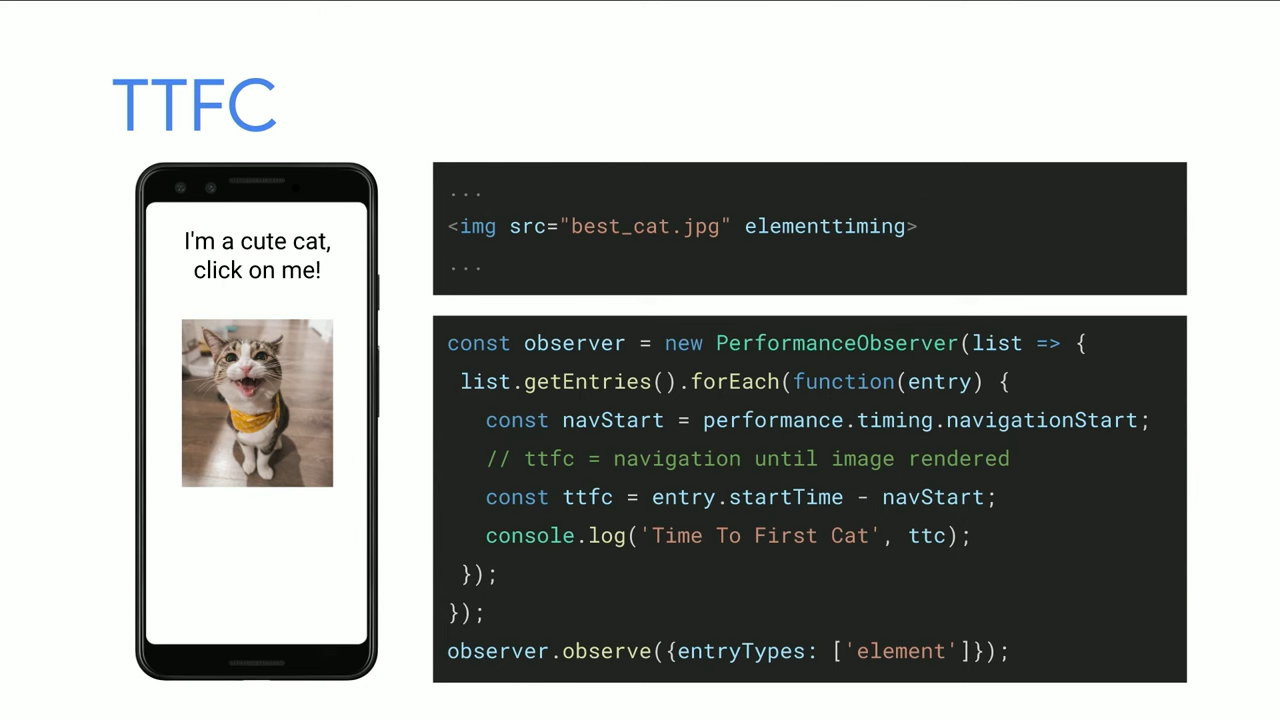 TTFC
I'm a cute cat,
click on me!
...
<img src="best_cat.jpg" elementtiming>
...
const observer = new PerformanceObserver(list => {
list.getEntries().forEach(function(entry) {
const navStart = performance.timing.navigationStart;
// ttfc = navigation until image rendered
const ttfc = entry.startTime - navStart;
console.log('Time To First Cat', ttc);
});
});
observer.observe({entryTypes: ['element']});